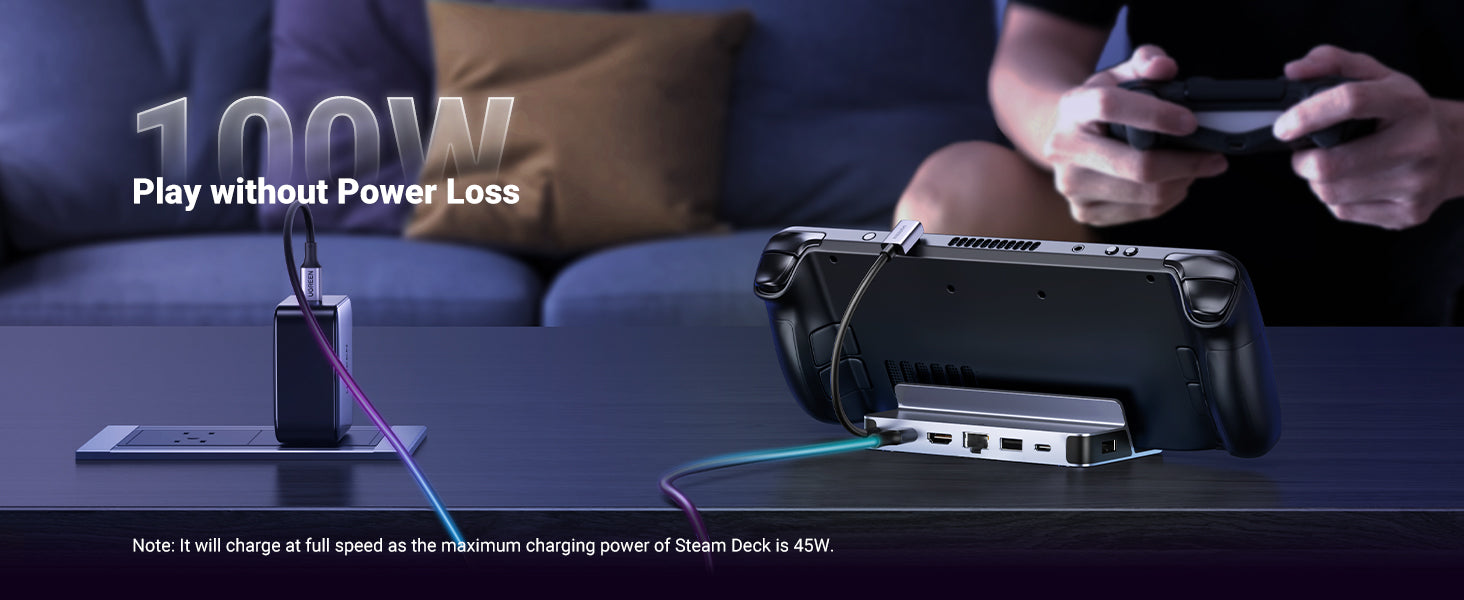 100W
Play without Power Loss
UGREEN
Note: It will charge at full speed as the maximum charging power of Steam Deck is 45W.